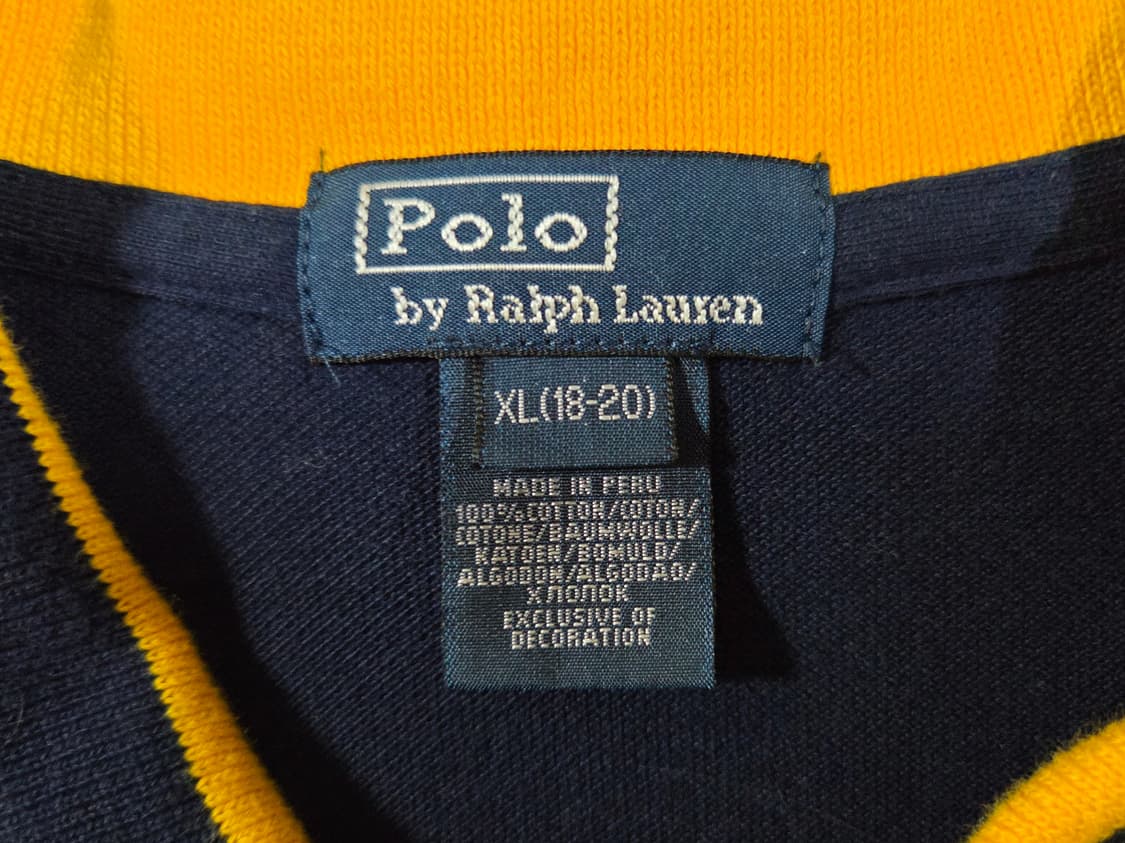 Polo
by Ralph Lauren
XL(18-20)
MADE IN PERU
100%COTTON/COTON/
COTONE/BAUMWOLLE/
KATOEN/BOMULD/
ALGODON/ALGODAO/
ХЛОПОК
EXCLUSIVE OF
DECORATION